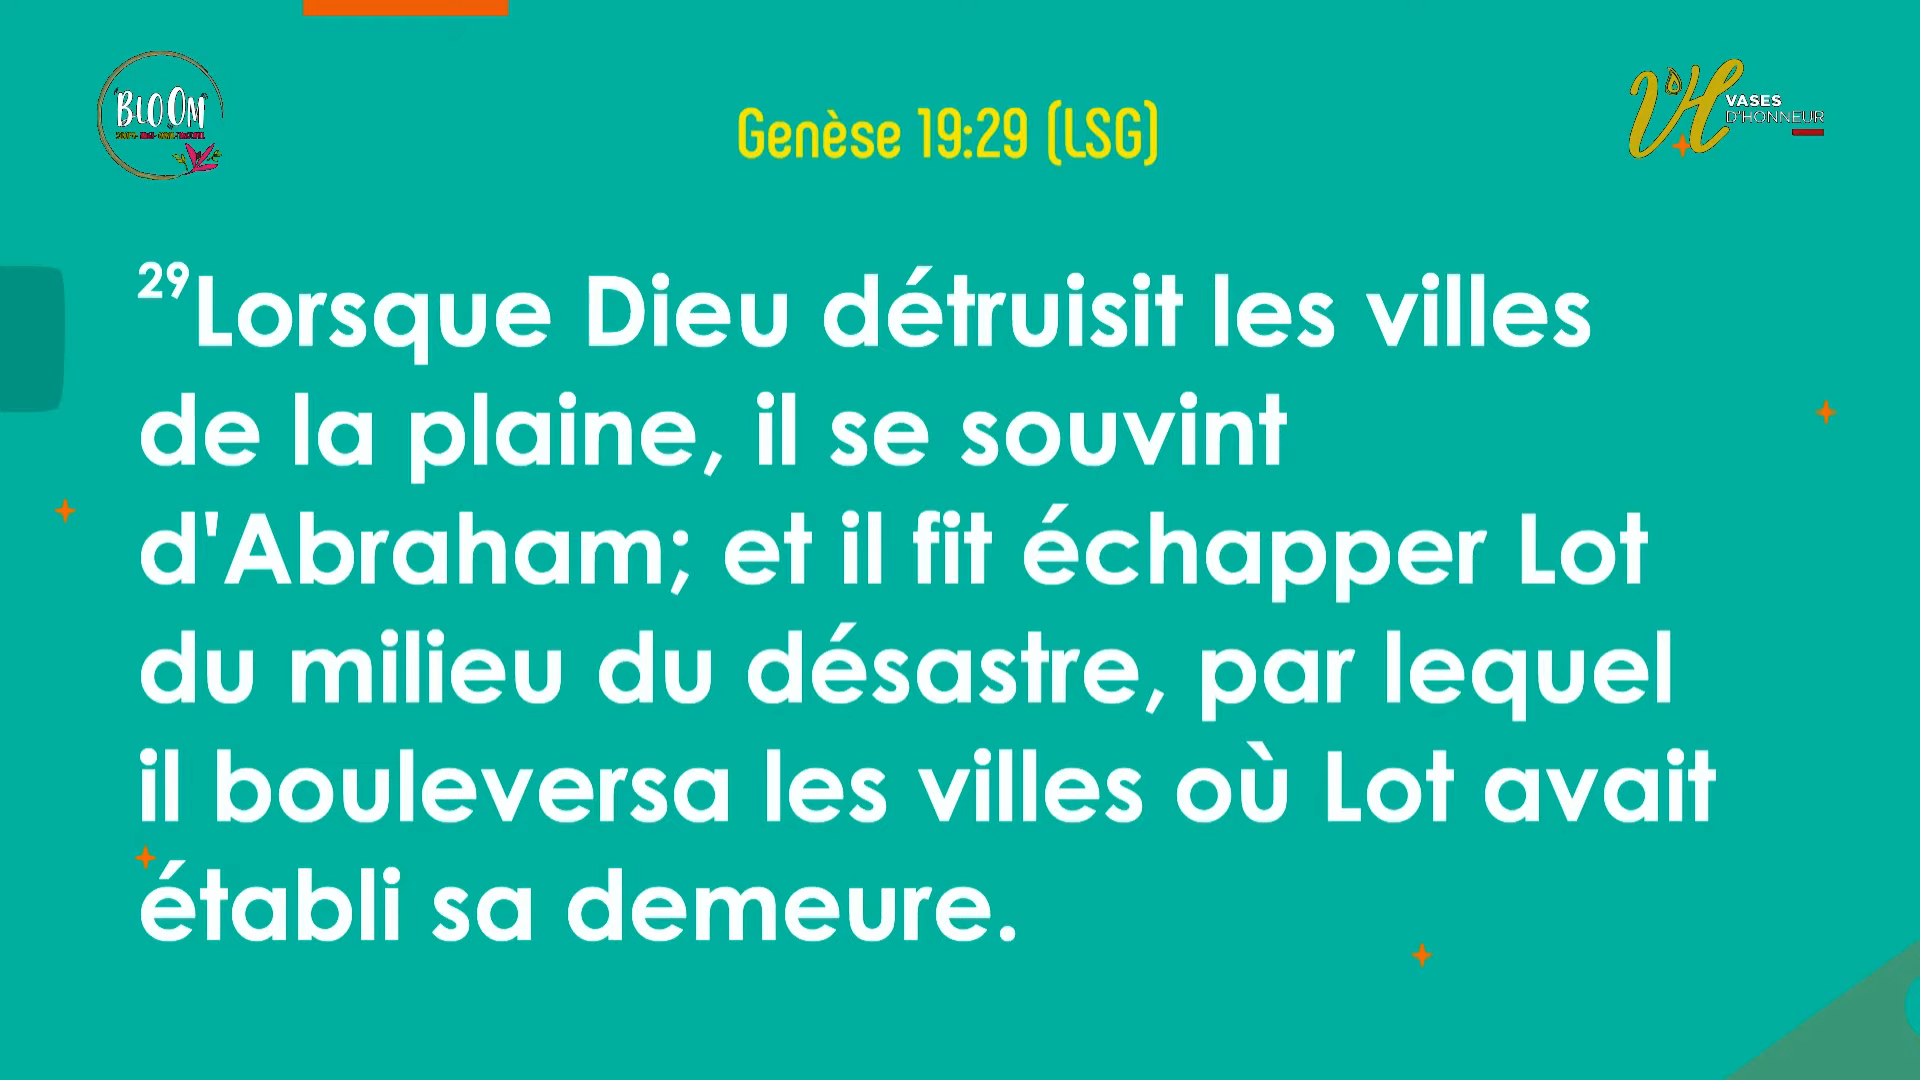 BLOOM
VASES
D'HONNEUR
Genèse 19:29 (LSG)
29Lorsque Dieu détruisit les villes
de la plaine, il se souvint
d'Abraham; et il fit échapper Lot
du milieu du désastre, par lequel
il bouleversa les villes où Lot avait
établi sa demeure.